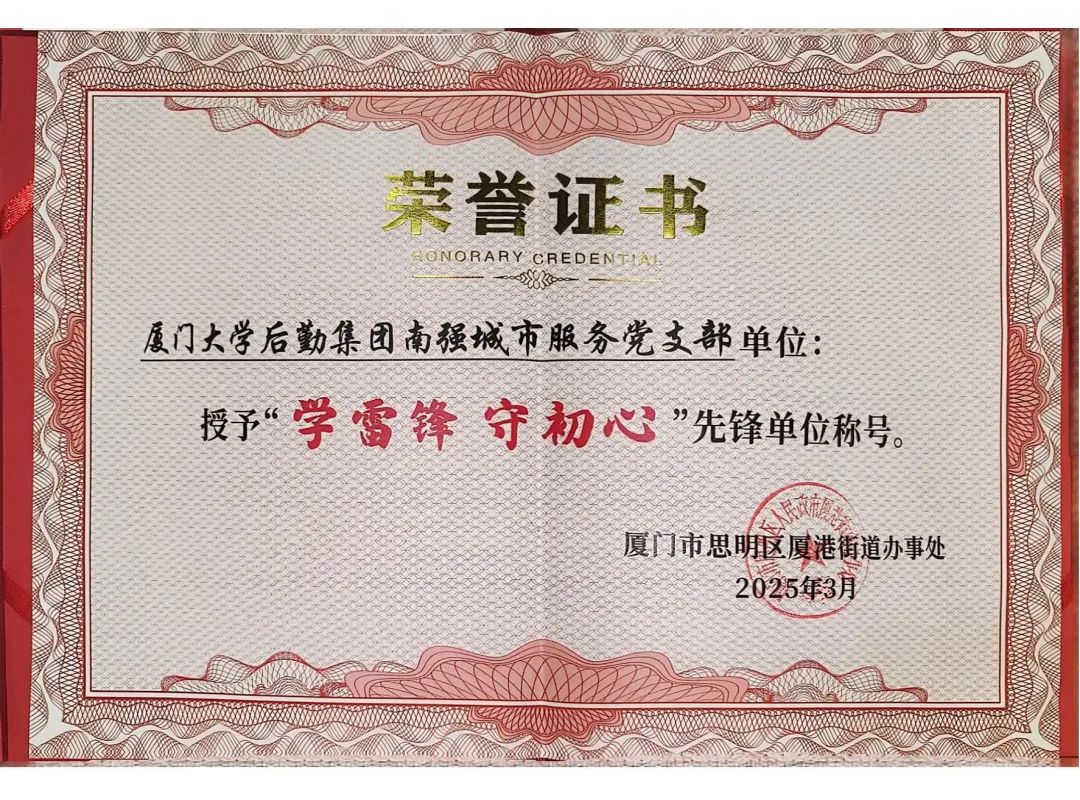 荣誉证书
HONORARY CREDENTIAL
厦门大学后勤集团南强城市服务党支部单位：
授予“学雷锋 守初心”先锋单位称号。
厦门市思明区厦港街道办事处
2025年3月